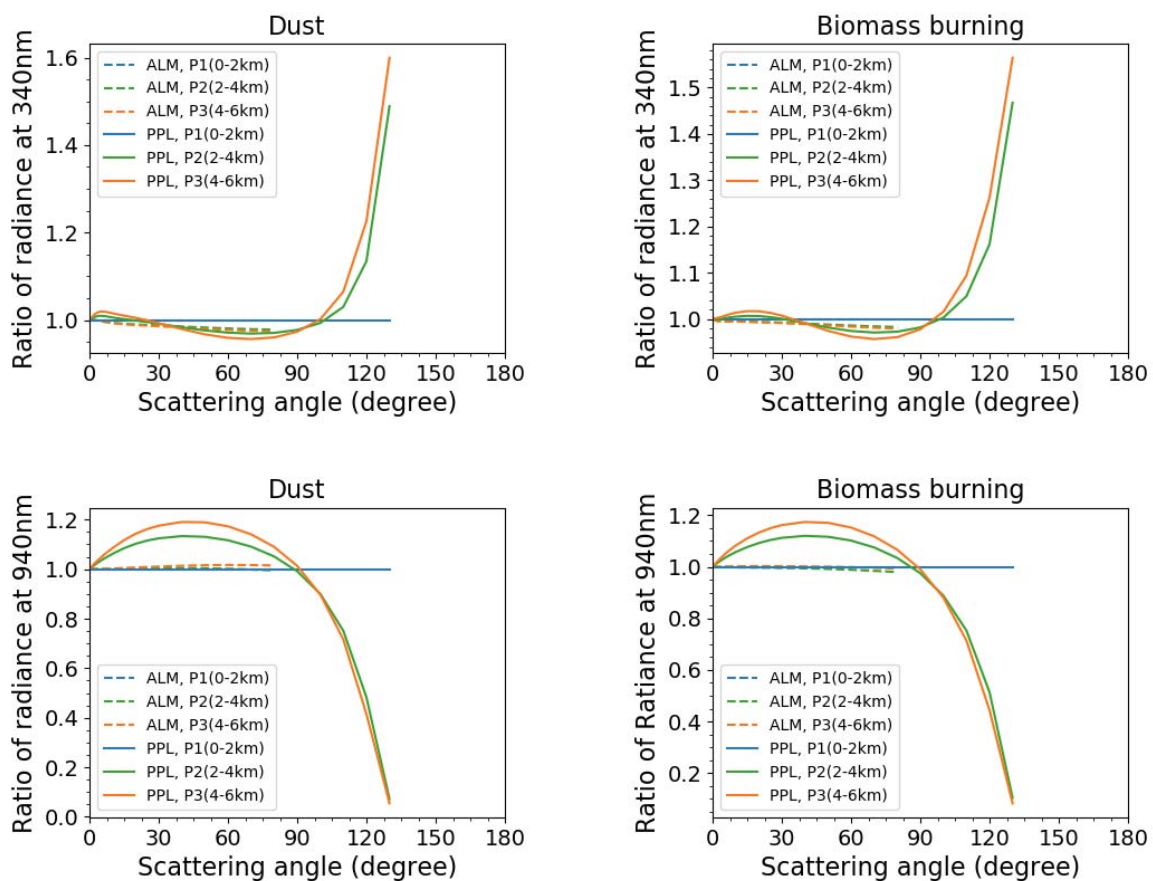 Dust
Ratio of radiance at 340nm
1.6
1.4
1.2
1.0
ALM, P1(0-2km)
ALM, P2(2-4km)
ALM, P3(4-6km)
PPL, P1(0-2km)
PPL, P2(2-4km)
PPL, P3(4-6km)
0 30 60 90 120 150 180
Scattering angle (degree)
Biomass burning
Ratio of radiance at 340nm
1.5
1.4
1.3
1.2
1.1
1.0
ALM, P1(0-2km)
ALM, P2(2-4km)
ALM, P3(4-6km)
PPL, P1(0-2km)
PPL, P2(2-4km)
PPL, P3(4-6km)
0 30 60 90 120 150 180
Scattering angle (degree)
Dust
Ratio of radiance at 940nm
1.2
1.0
0.8
0.6
0.4
0.2
0.0
ALM, P1(0-2km)
ALM, P2(2-4km)
ALM, P3(4-6km)
PPL, P1(0-2km)
PPL, P2(2-4km)
PPL, P3(4-6km)
0 30 60 90 120 150 180
Scattering angle (degree)
Biomass burning
Ratio of Ratiance at 940nm
1.2
1.0
0.8
0.6
0.4
0.2
ALM, P1(0-2km)
ALM, P2(2-4km)
ALM, P3(4-6km)
PPL, P1(0-2km)
PPL, P2(2-4km)
PPL, P3(4-6km)
0 30 60 90 120 150 180
Scattering angle (degree)